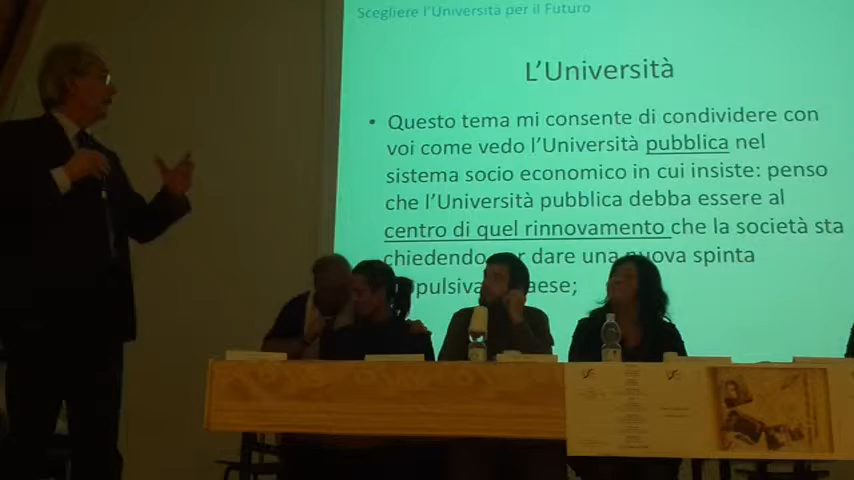 Scegliere l'Università per il Futuro
L'Università
• Questo tema mi consente di condividere con
voi come vedo l'Università pubblica nel
sistema socio economico in cui insiste: penso
che l'Università pubblica debba essere al
centro di quel rinnovamento che la società sta
chiedendo dare una nuova spinta